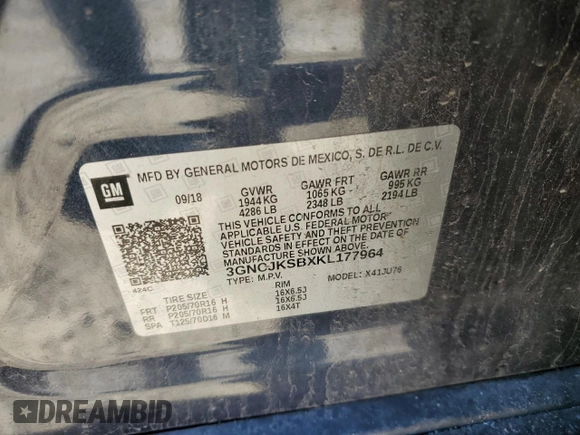 GM
MFD BY GENERAL MOTORS DE MEXICO, S. DE R.L. DE C.V.
09/18 GVWR GAWR FRT GAWR RR
1944 KG 1065 KG 995 KG
4286 LB 2348 LB 2194 LB
THIS VEHICLE CONFORMS TO ALL
APPLICABLE U.S. FEDERAL MOTOR
VEHICLE SAFETY AND THEFT PREVENTION
STANDARDS IN EFFECT ON THE DATE OF
MANUFACTURE SHOWN ABOVE.
3GNCJKSBXKL177964
TYPE: M.P.V. MODEL: X41JU76
424C
TIRE SIZE RIM
FRT P205/70R16 H 16X6.5J
RR P205/70R16 H 16X6.5J
SPA T125/70D16 M 16X4T
DREAMBID